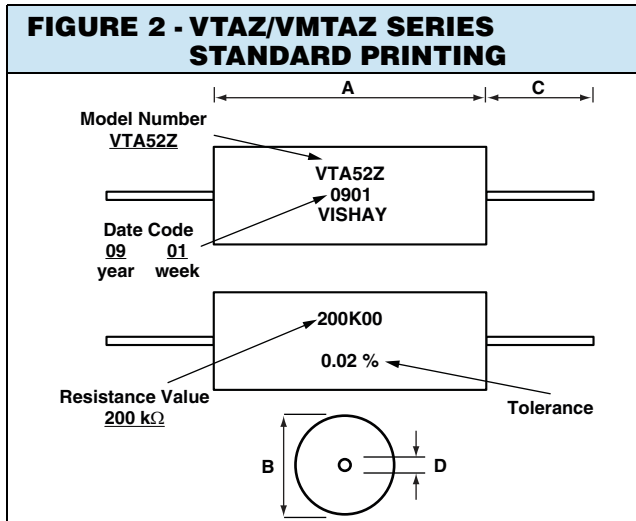 FIGURE 2 - VTAZ/VMTAZ SERIES
STANDARD PRINTING
A
C
Model Number
VTA52Z
VTA52Z
0901
VISHAY
Date Code
09 01
year week
200K00
0.02 %
Resistance Value
200 kΩ
Tolerance
B
D